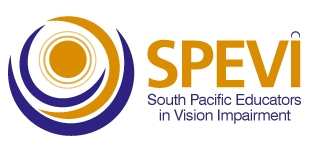 SPEVI
South Pacific Educators
in Vision Impairment